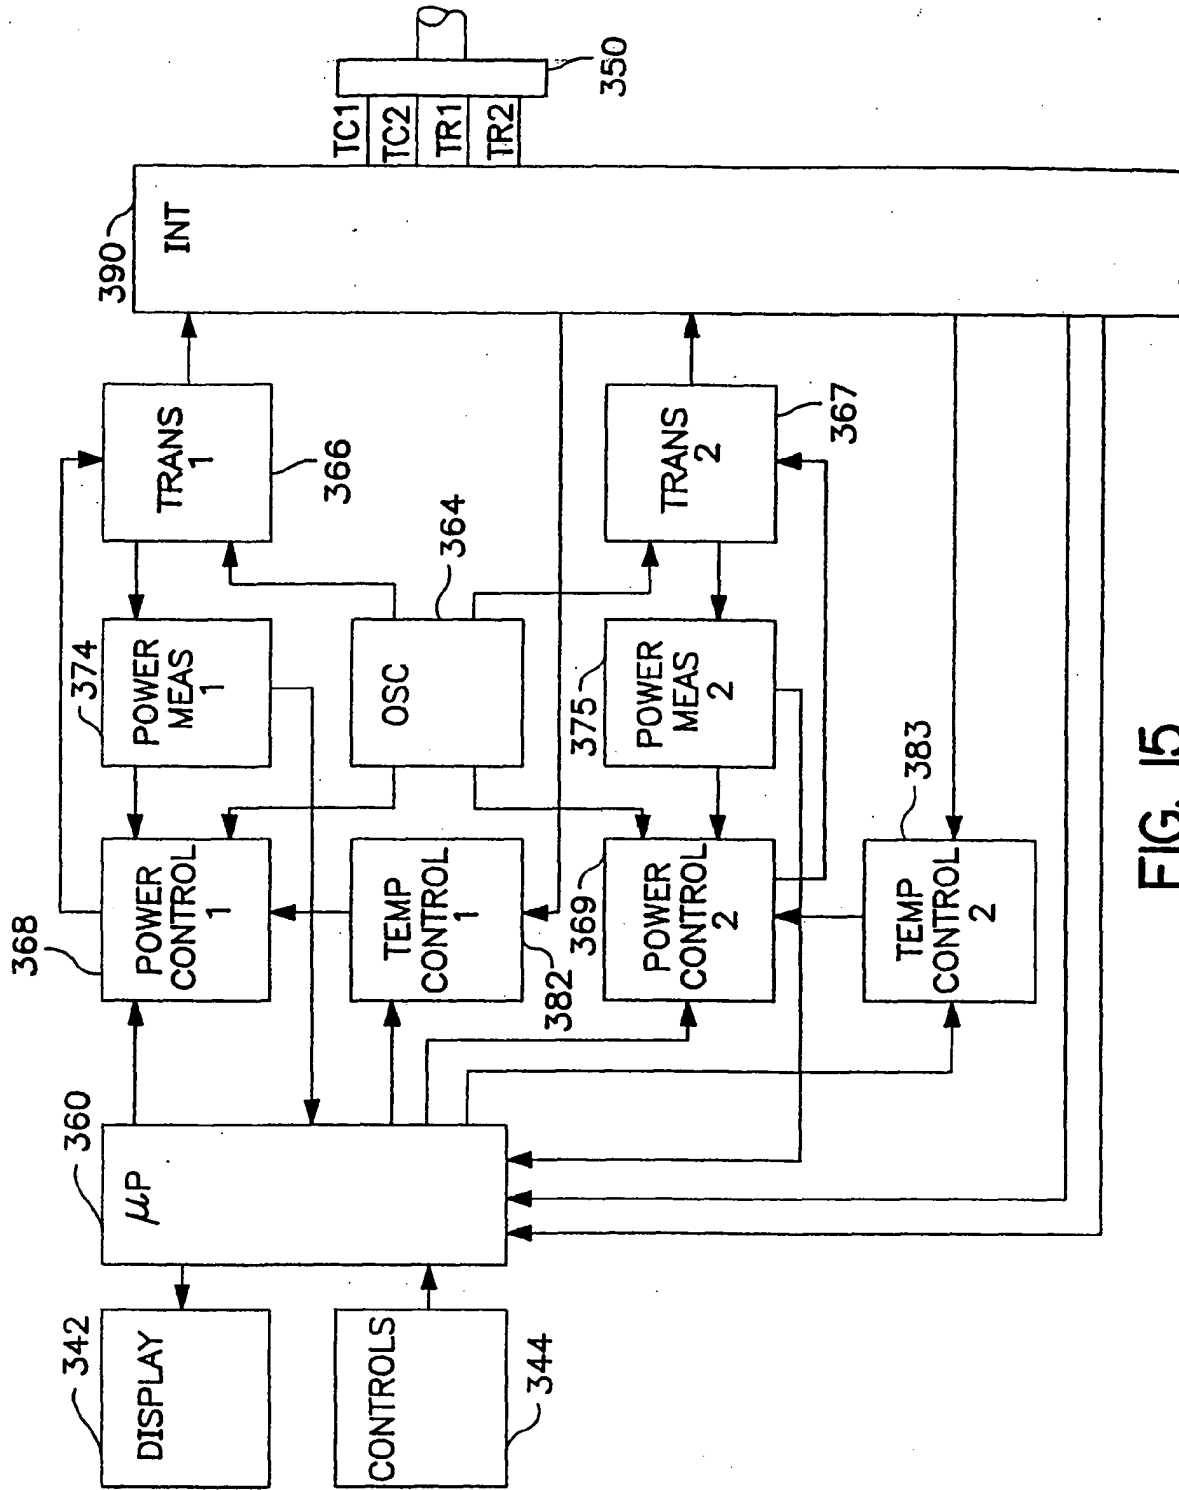 342
DISPLAY
344
CONTROLS
360
μP
368
POWER
CONTROL
1
382
TEMP
CONTROL
1
369
POWER
CONTROL
2
383
TEMP
CONTROL
2
374
POWER
MEAS
1
364
OSC
375
POWER
MEAS
2
366
TRANS
1
367
TRANS
2
390
INT
TC1
TC2
TR1
TR2
350
FIG. 15